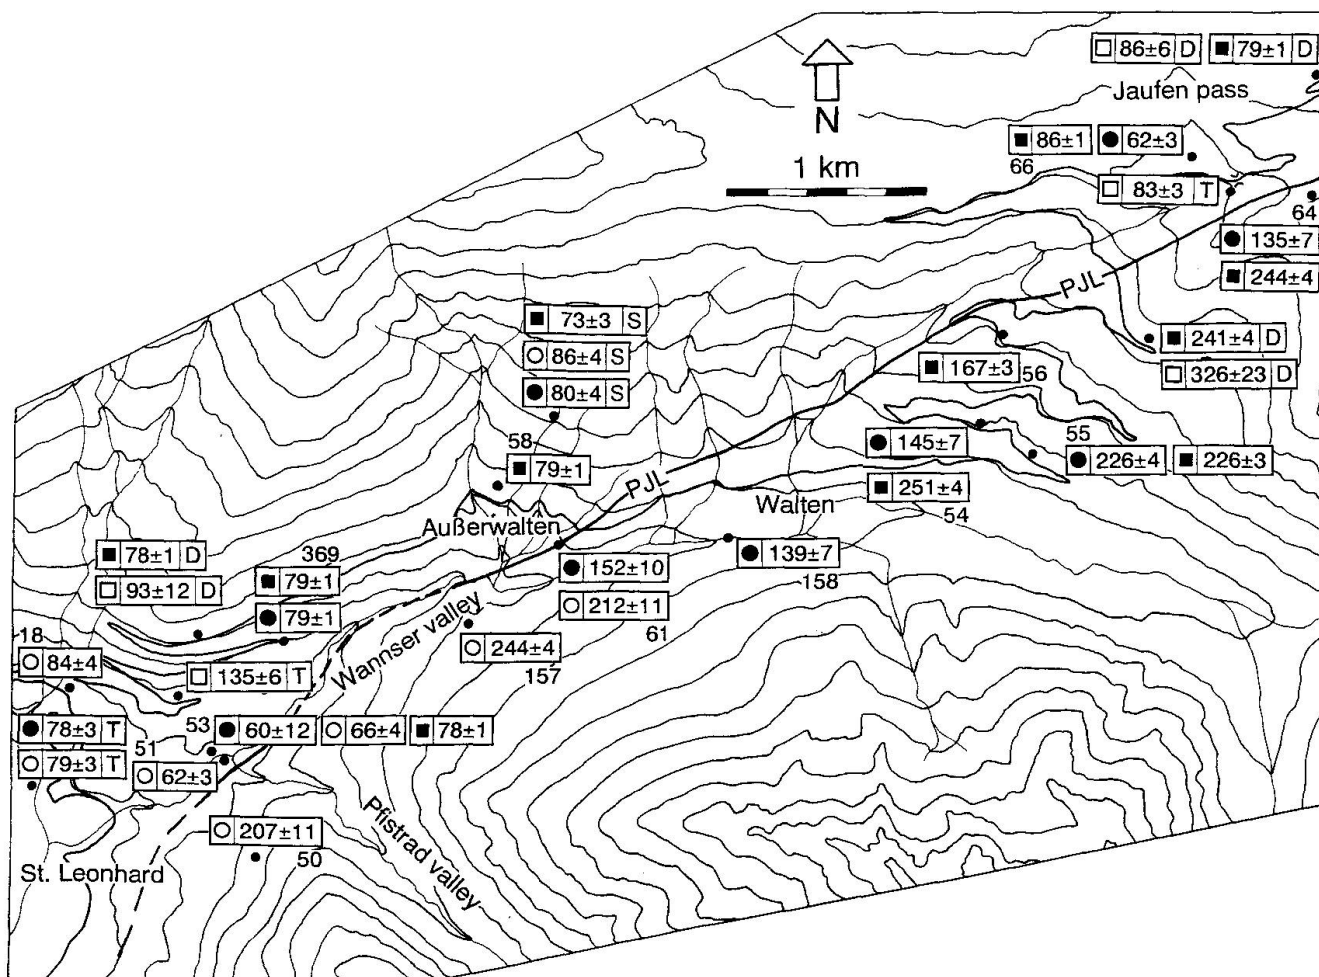 86±6 D 79±1 D
Jaufen pass
N
1 km
86±1 62±3
66
83±3 T
64
135±7
244±4
PJL
73±3 S
86±4 S
80±4 S
241±4 D
326±23 D
167±3
56
58
79±1
145±7
55
226±4 226±3
PJL
251±4
54
Walten
Außerwalten
78±1 D
93±12 D
369
79±1
79±1
152±10
139±7
158
212±11
61
Wannser valley
244±4
157
18
84±4
135±6 T
78±3 T
53
60±12 66±4 78±1
79±3 T
51
62±3
207±11
50
Pfistrad valley
St. Leonhard